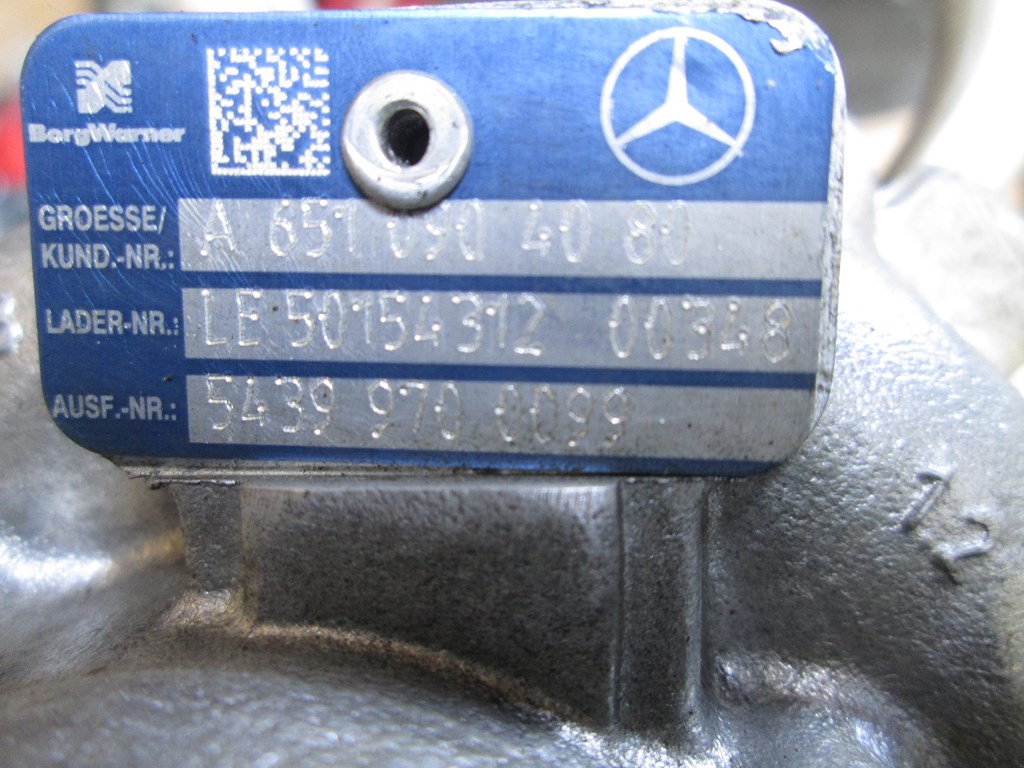 BorgWarner
GROESSE/
KUND.-NR.: A 651 090 40 80
LADER-NR.: LE 50154312 00348
AUSF.-NR.: 5439 970 0099